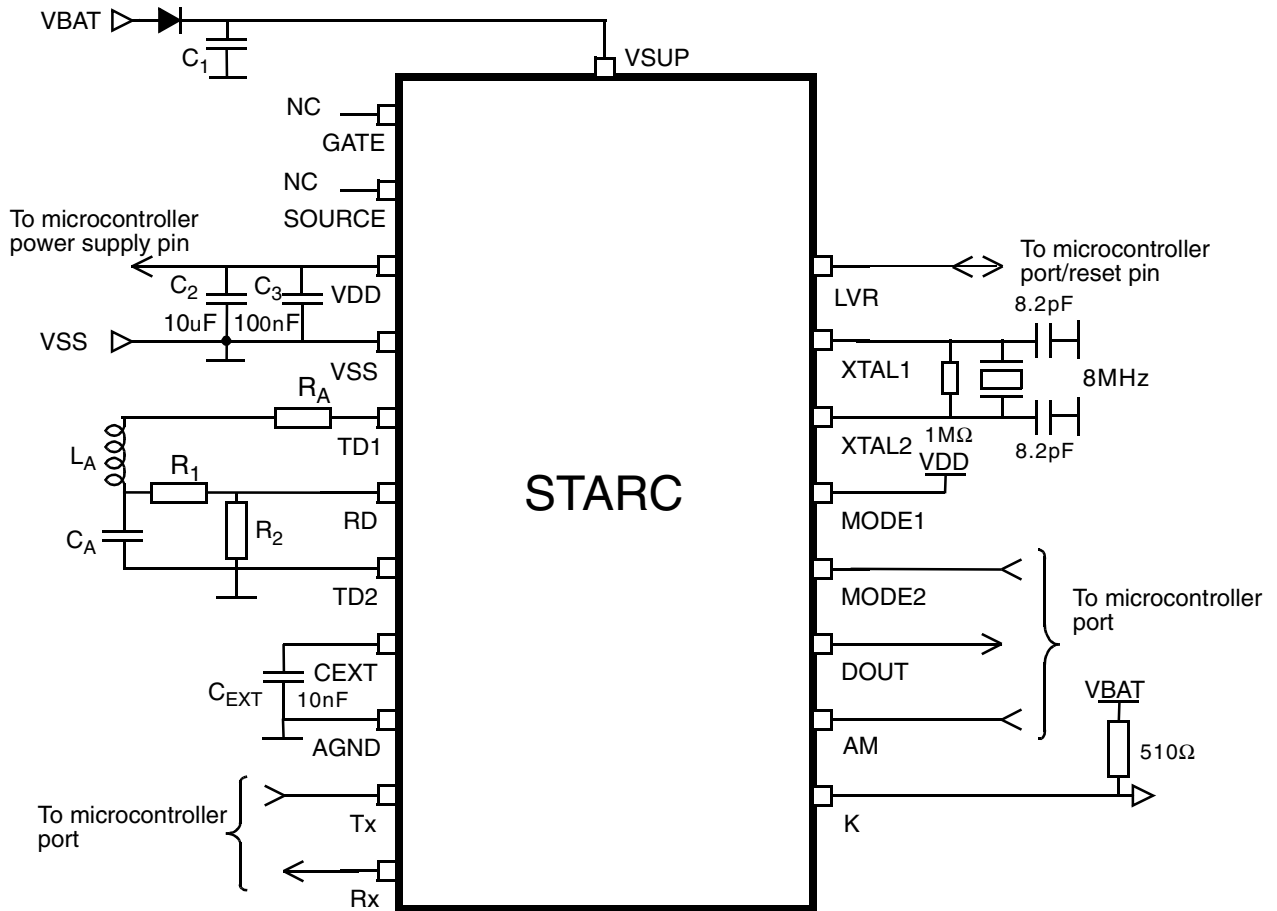 VBAT
C1
VSUP
NC
GATE
NC
SOURCE
To microcontroller
power supply pin
C2
C3
VDD
10uF
100nF
VSS
VSS
RA
TD1
LA
R1
RD
CA
R2
TD2
CEXT
CEXT
10nF
AGND
To microcontroller
port
Tx
Rx
STARC
To microcontroller
port/reset pin
LVR
8.2pF
XTAL1
8MHz
XTAL2
1MΩ
8.2pF
VDD
MODE1
MODE2
To microcontroller
port
DOUT
VBAT
AM
510Ω
K